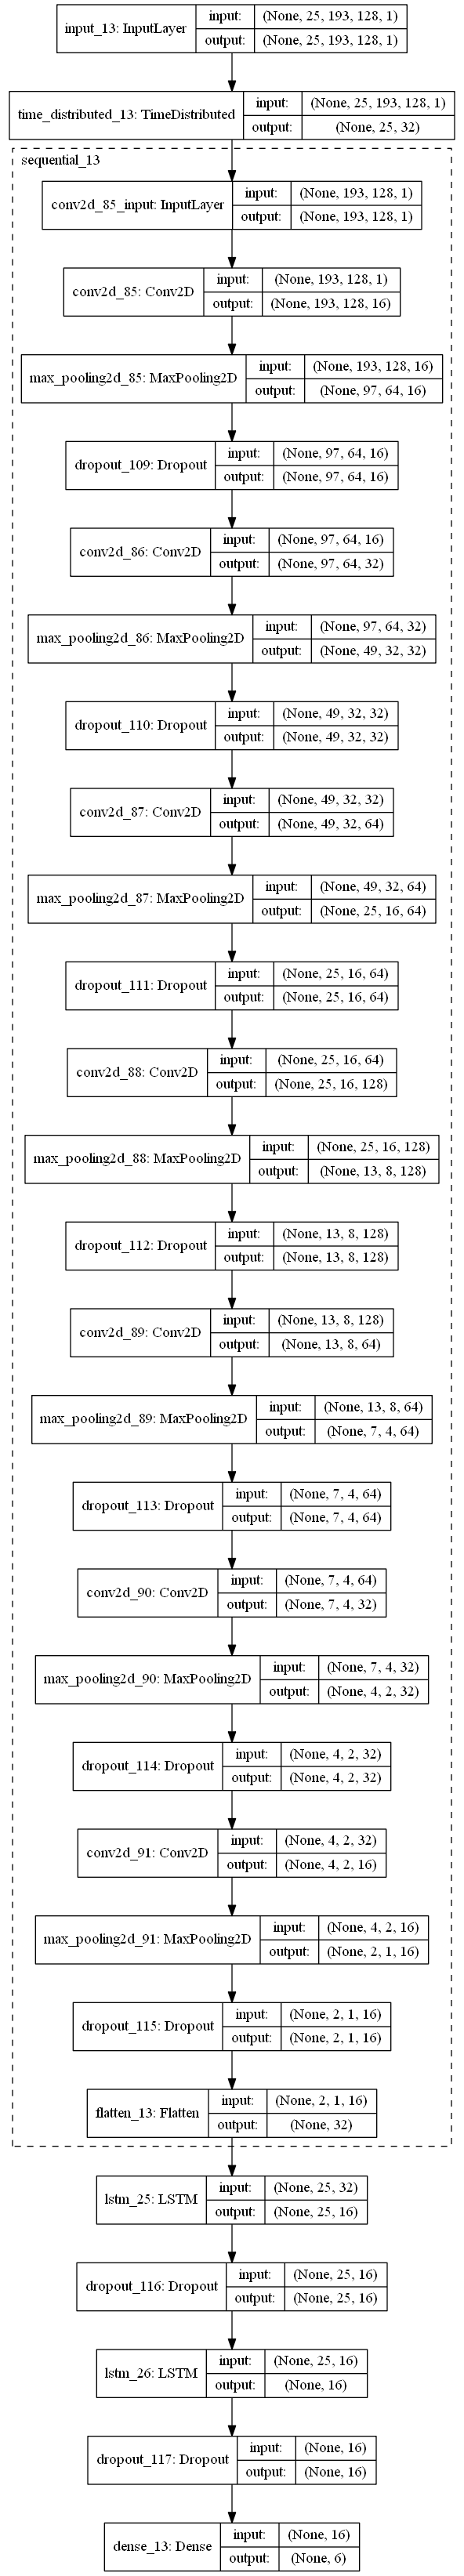 input_13: InputLayer
input: (None, 25, 193, 128, 1)
output: (None, 25, 193, 128, 1)
time_distributed_13: TimeDistributed
input: (None, 25, 193, 128, 1)
output: (None, 25, 32)
sequential_13
conv2d_85_input: InputLayer
input: (None, 193, 128, 1)
output: (None, 193, 128, 1)
conv2d_85: Conv2D
input: (None, 193, 128, 1)
output: (None, 193, 128, 16)
max_pooling2d_85: MaxPooling2D
input: (None, 193, 128, 16)
output: (None, 97, 64, 16)
dropout_109: Dropout
input: (None, 97, 64, 16)
output: (None, 97, 64, 16)
conv2d_86: Conv2D
input: (None, 97, 64, 16)
output: (None, 97, 64, 32)
max_pooling2d_86: MaxPooling2D
input: (None, 97, 64, 32)
output: (None, 49, 32, 32)
dropout_110: Dropout
input: (None, 49, 32, 32)
output: (None, 49, 32, 32)
conv2d_87: Conv2D
input: (None, 49, 32, 32)
output: (None, 49, 32, 64)
max_pooling2d_87: MaxPooling2D
input: (None, 49, 32, 64)
output: (None, 25, 16, 64)
dropout_111: Dropout
input: (None, 25, 16, 64)
output: (None, 25, 16, 64)
conv2d_88: Conv2D
input: (None, 25, 16, 64)
output: (None, 25, 16, 128)
max_pooling2d_88: MaxPooling2D
input: (None, 25, 16, 128)
output: (None, 13, 8, 128)
dropout_112: Dropout
input: (None, 13, 8, 128)
output: (None, 13, 8, 128)
conv2d_89: Conv2D
input: (None, 13, 8, 128)
output: (None, 13, 8, 64)
max_pooling2d_89: MaxPooling2D
input: (None, 13, 8, 64)
output: (None, 7, 4, 64)
dropout_113: Dropout
input: (None, 7, 4, 64)
output: (None, 7, 4, 64)
conv2d_90: Conv2D
input: (None, 7, 4, 64)
output: (None, 7, 4, 32)
max_pooling2d_90: MaxPooling2D
input: (None, 7, 4, 32)
output: (None, 4, 2, 32)
dropout_114: Dropout
input: (None, 4, 2, 32)
output: (None, 4, 2, 32)
conv2d_91: Conv2D
input: (None, 4, 2, 32)
output: (None, 4, 2, 16)
max_pooling2d_91: MaxPooling2D
input: (None, 4, 2, 16)
output: (None, 2, 1, 16)
dropout_115: Dropout
input: (None, 2, 1, 16)
output: (None, 2, 1, 16)
flatten_13: Flatten
input: (None, 2, 1, 16)
output: (None, 32)
lstm_25: LSTM
input: (None, 25, 32)
output: (None, 25, 16)
dropout_116: Dropout
input: (None, 25, 16)
output: (None, 25, 16)
lstm_26: LSTM
input: (None, 25, 16)
output: (None, 16)
dropout_117: Dropout
input: (None, 16)
output: (None, 16)
dense_13: Dense
input: (None, 16)
output: (None, 6)